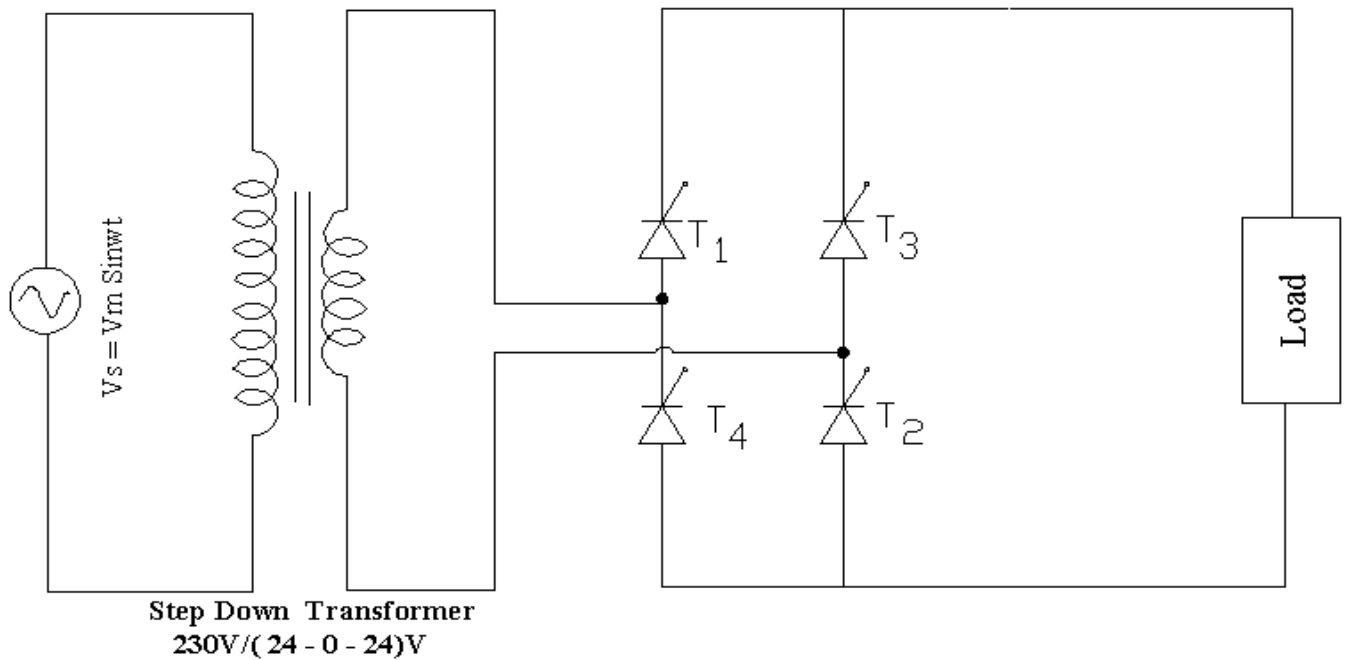 Vs = Vm Sinwt
T1
T3
T4
T2
Load
Step Down Transformer
230V/( 24 - 0 - 24)V